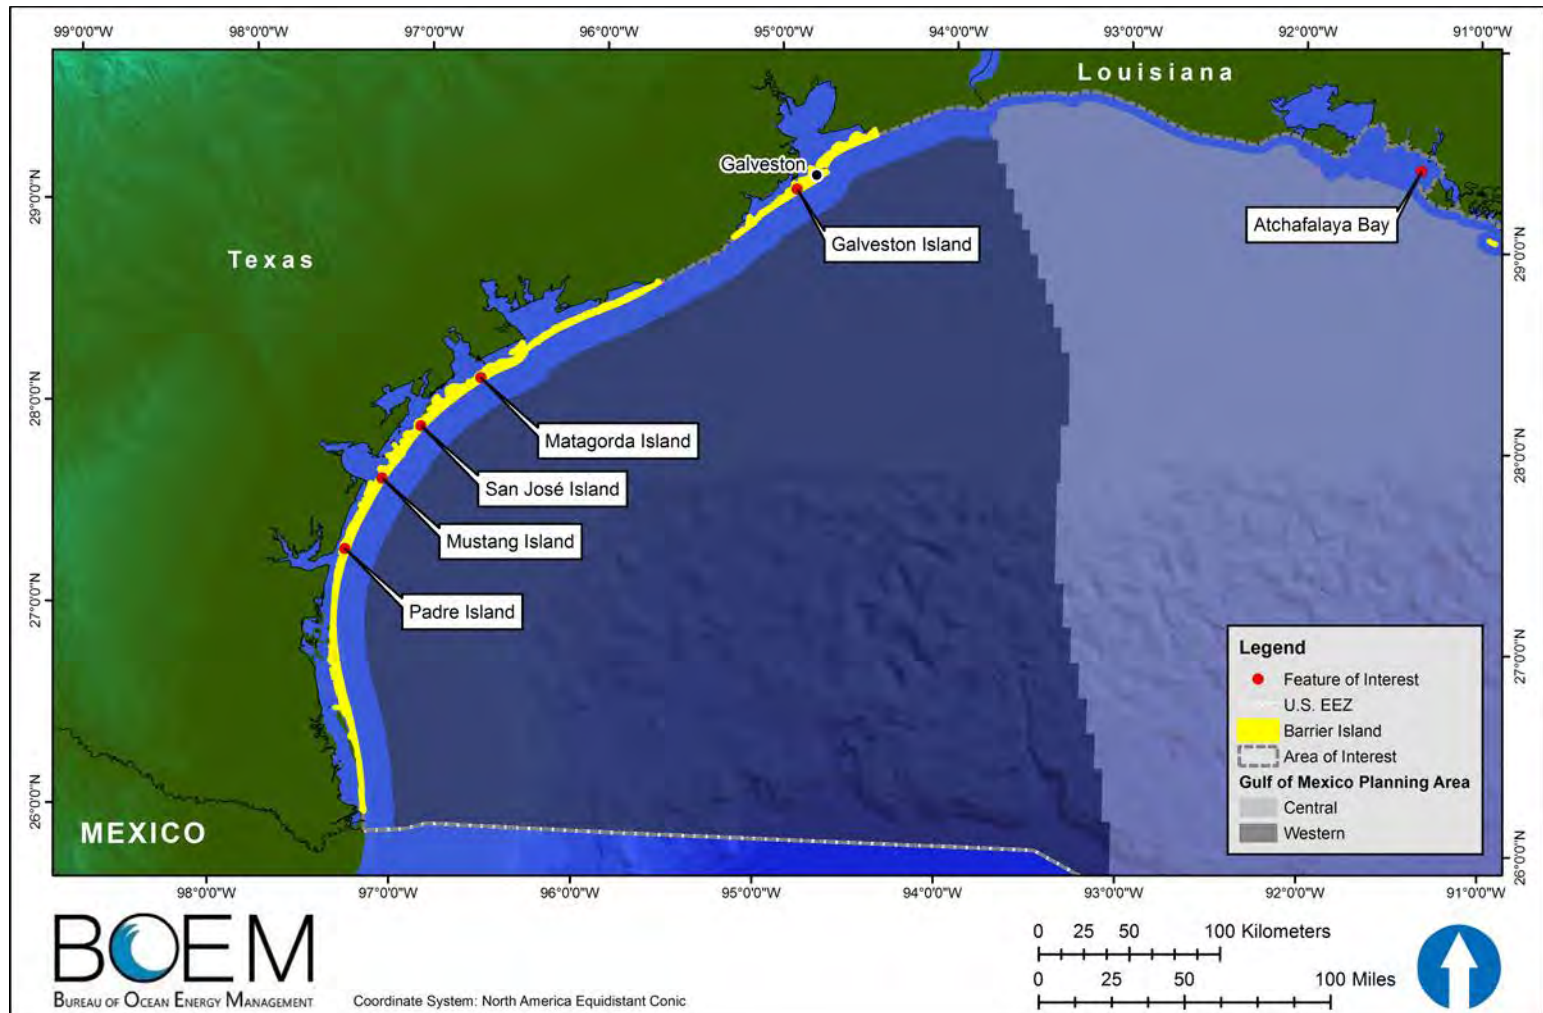 99°0'0"W 98°0'0"W 97°0'0"W 96°0'0"W 95°0'0"W 94°0'0"W 93°0'0"W 92°0'0"W 91°0'0"W
Louisiana
Galveston
29°0'0"N
Atchafalaya Bay
Galveston Island
Texas
29°0'0"N
28°0'0"N
Matagorda Island
28°0'0"N
San José Island
Mustang Island
27°0'0"N
Padre Island
27°0'0"N
Legend
Feature of Interest
U.S. EEZ
Barrier Island
Area of Interest
Gulf of Mexico Planning Area
Central
Western
26°0'0"N
MEXICO
26°0'0"N
98°0'0"W 97°0'0"W 96°0'0"W 95°0'0"W 94°0'0"W 93°0'0"W 92°0'0"W 91°0'0"W
BOEM
BUREAU OF OCEAN ENERGY MANAGEMENT
Coordinate System: North America Equidistant Conic
0 25 50 100 Kilometers
0 25 50 100 Miles